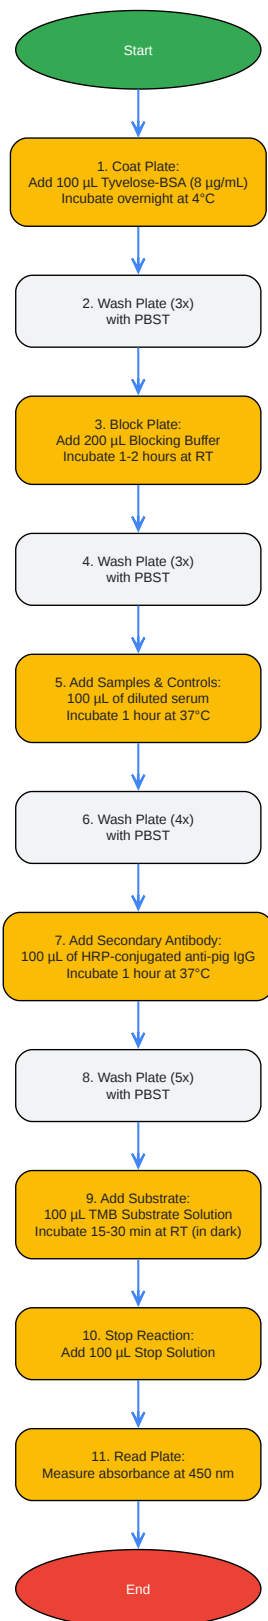 Start
1. Coat Plate:
Add 100 µL Tyvelose-BSA (8 µg/mL)
Incubate overnight at 4°C
2. Wash Plate (3x)
with PBST
3. Block Plate:
Add 200 µL Blocking Buffer
Incubate 1-2 hours at RT
4. Wash Plate (3x)
with PBST
5. Add Samples & Controls:
100 µL of diluted serum
Incubate 1 hour at 37°C
6. Wash Plate (4x)
with PBST
7. Add Secondary Antibody:
100 µL of HRP-conjugated anti-pig IgG
Incubate 1 hour at 37°C
8. Wash Plate (5x)
with PBST
9. Add Substrate:
100 µL TMB Substrate Solution
Incubate 15-30 min at RT (in dark)
10. Stop Reaction:
Add 100 µL Stop Solution
11. Read Plate:
Measure absorbance at 450 nm
End